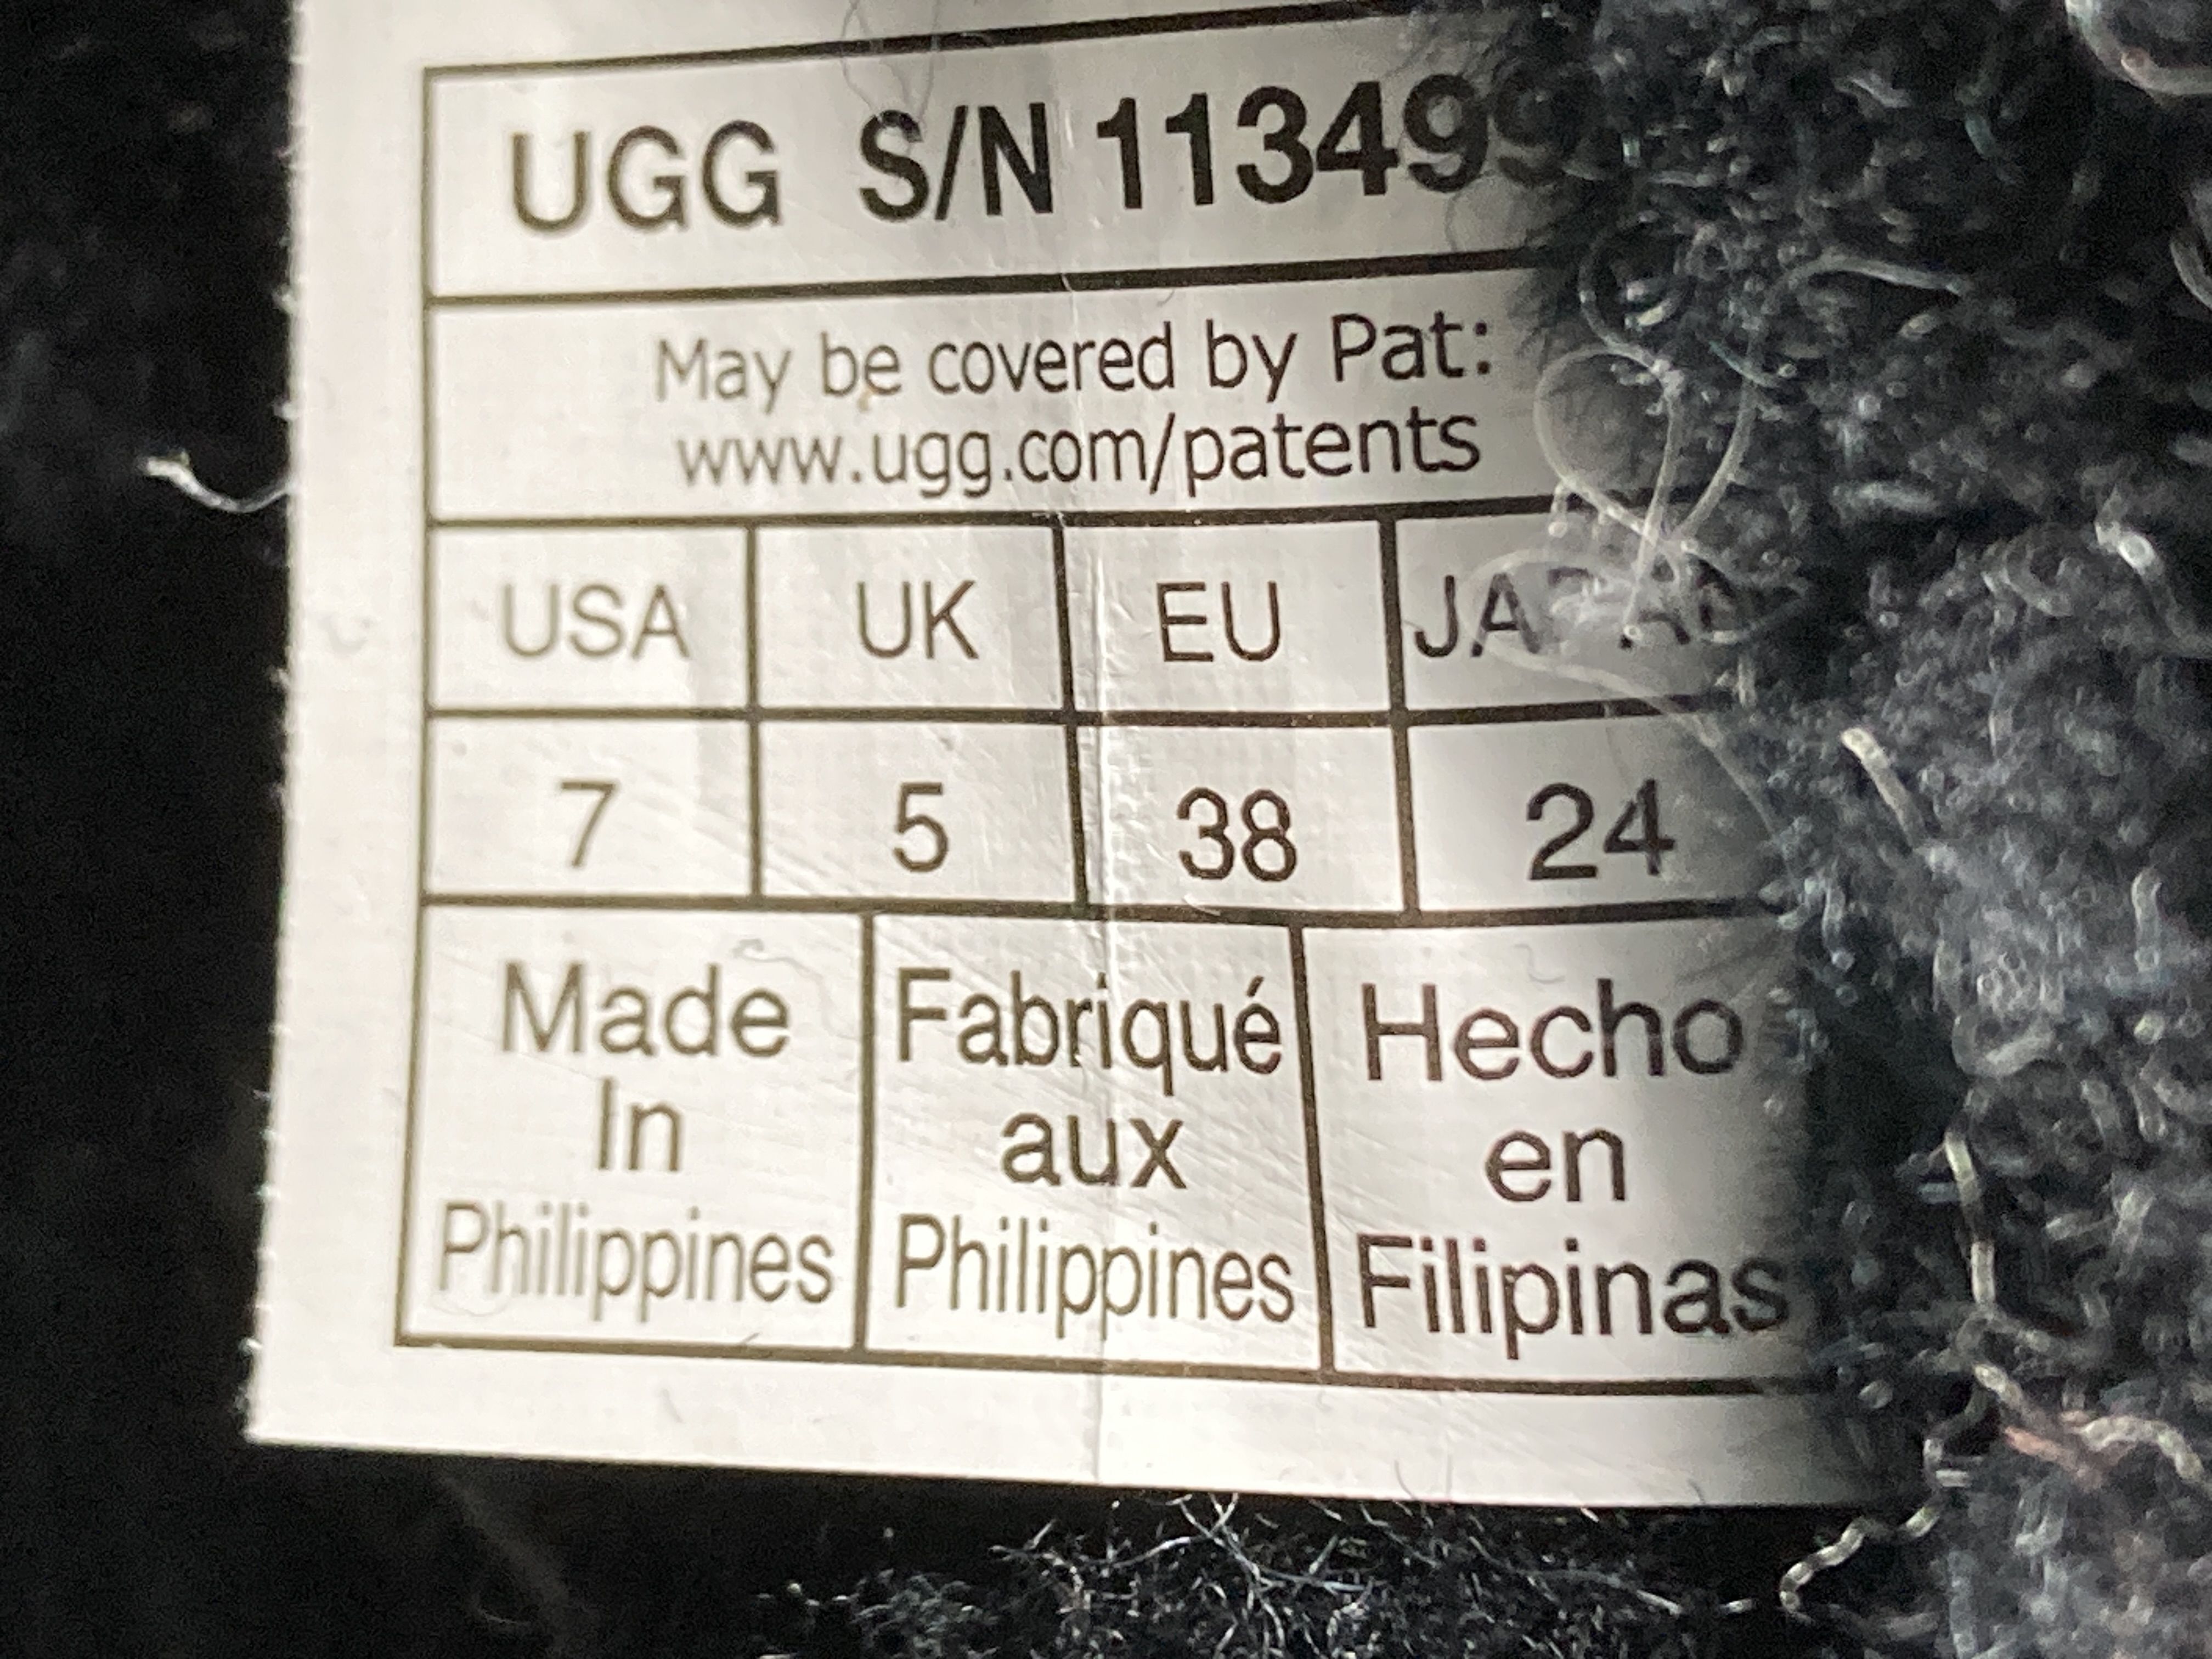 UGG S/N 11349
May be covered by Pat:
www.ugg.com/patents
USA UK EU
7 5 38 24
Made Fabriqué Hecho
In aux en
Philippines Philippines Filipinas